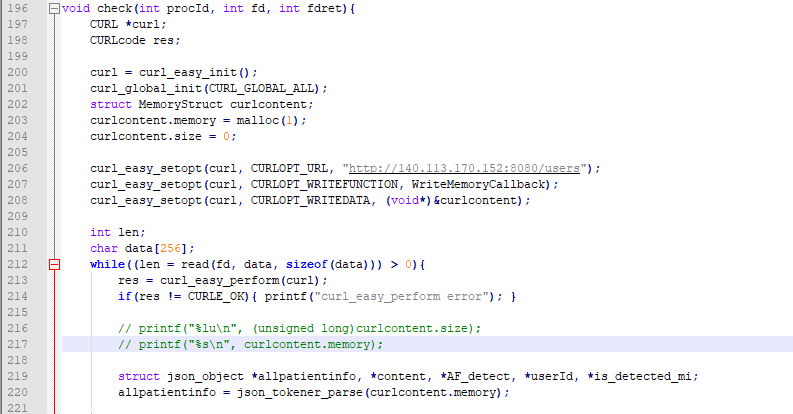 196 void check(int procId, int fd, int fdret){
197 CURL *curl;
198 CURLcode res;
199
200 curl = curl_easy_init();
201 curl_global_init(CURL_GLOBAL_ALL);
202 struct MemoryStruct curlcontent;
203 curlcontent.memory = malloc(1);
204 curlcontent.size = 0;
205
206 curl_easy_setopt(curl, CURLOPT_URL, "http://140.113.170.152:8080/users");
207 curl_easy_setopt(curl, CURLOPT_WRITEFUNCTION, WriteMemoryCallback);
208 curl_easy_setopt(curl, CURLOPT_WRITEDATA, (void*)&curlcontent);
209
210 int len;
211 char data[256];
212 while((len = read(fd, data, sizeof(data))) > 0){
213 res = curl_easy_perform(curl);
214 if(res != CURLE_OK){ printf("curl_easy_perform error"); }
215
216 // printf("%lu\n", (unsigned long)curlcontent.size);
217 // printf("%s\n", curlcontent.memory);
218
219 struct json_object *allpatientinfo, *content, *AF_detect, *userId, *is_detected_mi;
220 allpatientinfo = json_tokener_parse(curlcontent.memory);
221